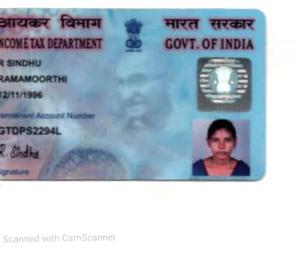 आयकर विभाग
भारत सरकार
INCOME TAX DEPARTMENT
GOVT. OF INDIA
R SINDHU
RAMAMOORTHI
12/11/1996
Permanent Account Number
GTDPS2294L
R. Sindhu
Signature
Scanned with CamScanner